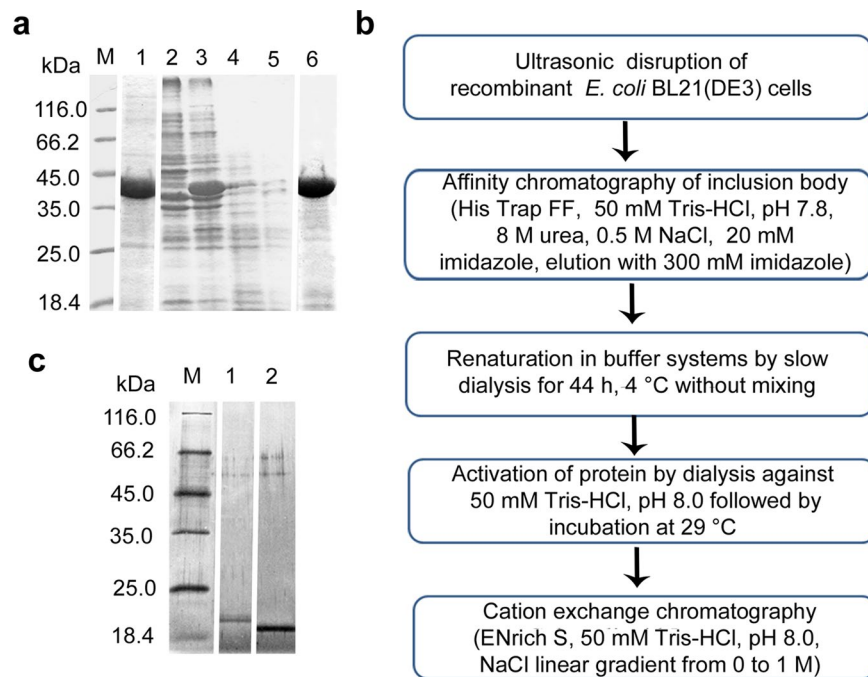 a
M 1 2 3 4 5 6
kDa
116.0
66.2
45.0
35.0
25.0
18.4
b
Ultrasonic disruption of
recombinant E. coli BL21(DE3) cells
Affinity chromatography of inclusion body
(His Trap FF, 50 mM Tris-HCl, pH 7.8,
8 M urea, 0.5 M NaCl, 20 mM
imidazole, elution with 300 mM imidazole)
Renaturation in buffer systems by slow
dialysis for 44 h, 4 °C without mixing
Activation of protein by dialysis against
50 mM Tris-HCl, pH 8.0 followed by
incubation at 29 °C
Cation exchange chromatography
(ENrich S, 50 mM Tris-HCl, pH 8.0,
NaCl linear gradient from 0 to 1 M)
c
kDa M 1 2
116.0
66.2
45.0
35.0
25.0
18.4